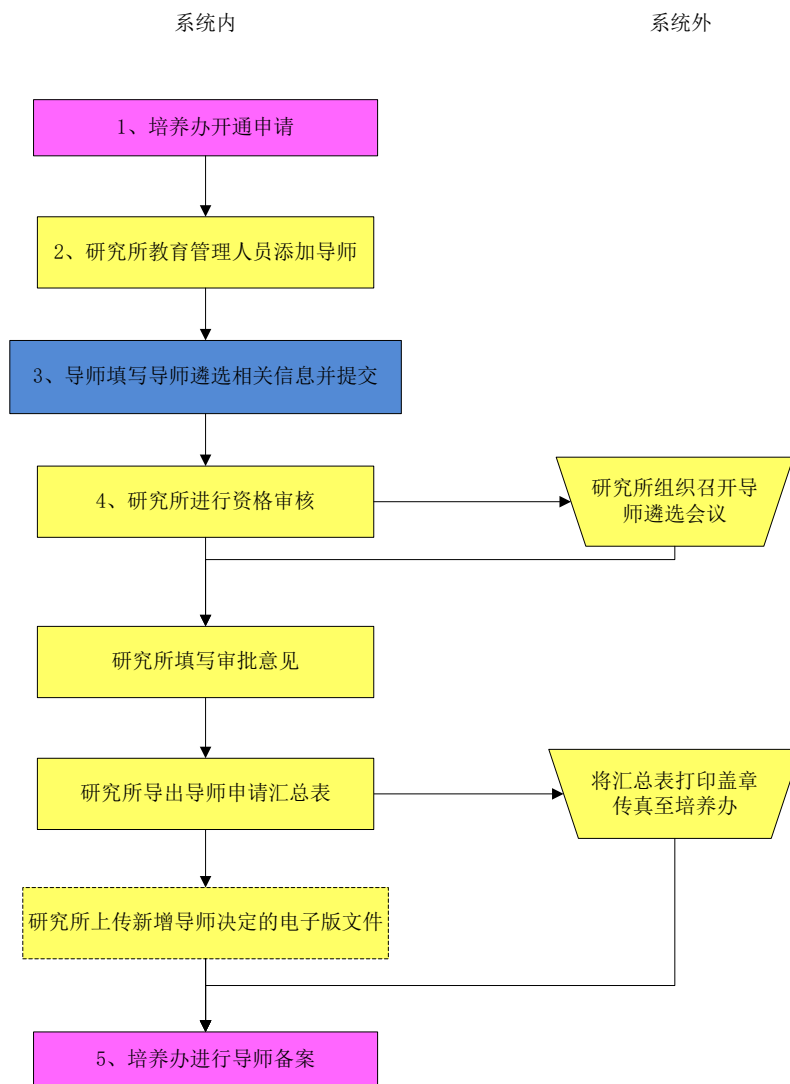 系统内
系统外
1、培养办开通申请
2、研究所教育管理人员添加导师
3、导师填写导师遴选相关信息并提交
4、研究所进行资格审核
研究所组织召开导
师遴选会议
研究所填写审批意见
研究所导出导师申请汇总表
将汇总表打印盖章
传真至培养办
研究所上传新增导师决定的电子版文件
5、培养办进行导师备案